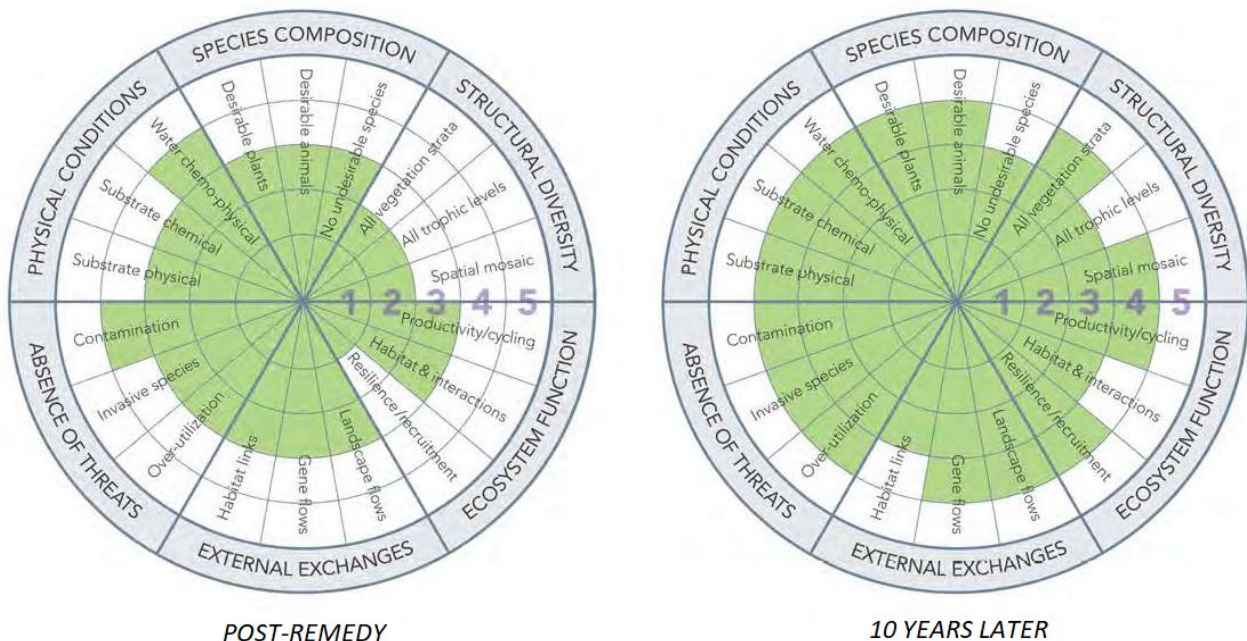 SPECIES COMPOSITION
STRUCTURAL DIVERSITY
ECOSYSTEM FUNCTION
EXTERNAL EXCHANGES
ABSENCE OF THREATS
PHYSICAL CONDITIONS
Desirable plants
Desirable animals
No undesirable species
All vegetation strata
All trophic levels
Spatial mosaic
1 2 3 4 5
Productivity/cycling
Habitat & interactions
Resilience/recruitment
Landscape flows
Gene flows
Habitat links
Over-utilization
Invasive species
Contamination
Substrate physical
Substrate chemical
Water chemo-physical
POST-REMEDY
SPECIES COMPOSITION
STRUCTURAL DIVERSITY
ECOSYSTEM FUNCTION
EXTERNAL EXCHANGES
ABSENCE OF THREATS
PHYSICAL CONDITIONS
Desirable plants
Desirable animals
No undesirable species
All vegetation strata
All trophic levels
Spatial mosaic
1 2 3 4 5
Productivity/cycling
Habitat & interactions
Resilience/recruitment
Landscape flows
Gene flows
Habitat links
Over-utilization
Invasive species
Contamination
Substrate physical
Substrate chemical
Water chemo-physical
10 YEARS LATER